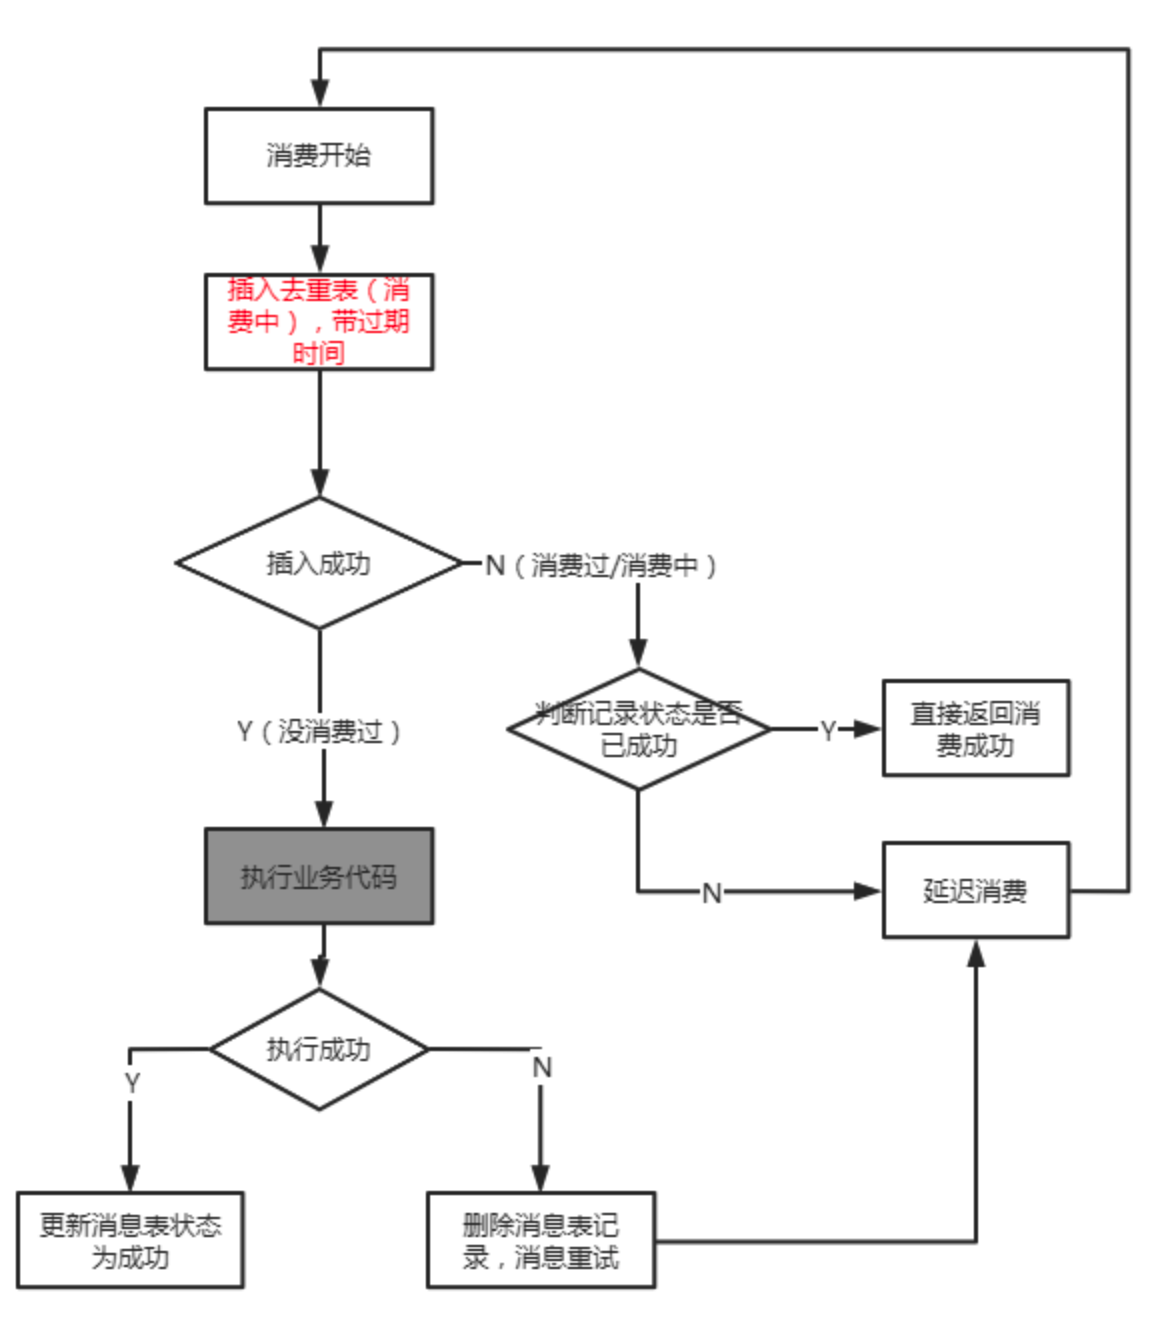 消费开始
插入去重表（消
费中），带过期
时间
插入成功
N（消费过/消费中）
Y（没消费过）
判断记录状态是否
已成功
Y
直接返回消
费成功
N
延迟消费
执行业务代码
执行成功
Y
N
更新消息表状态
为成功
删除消息表记
录，消息重试